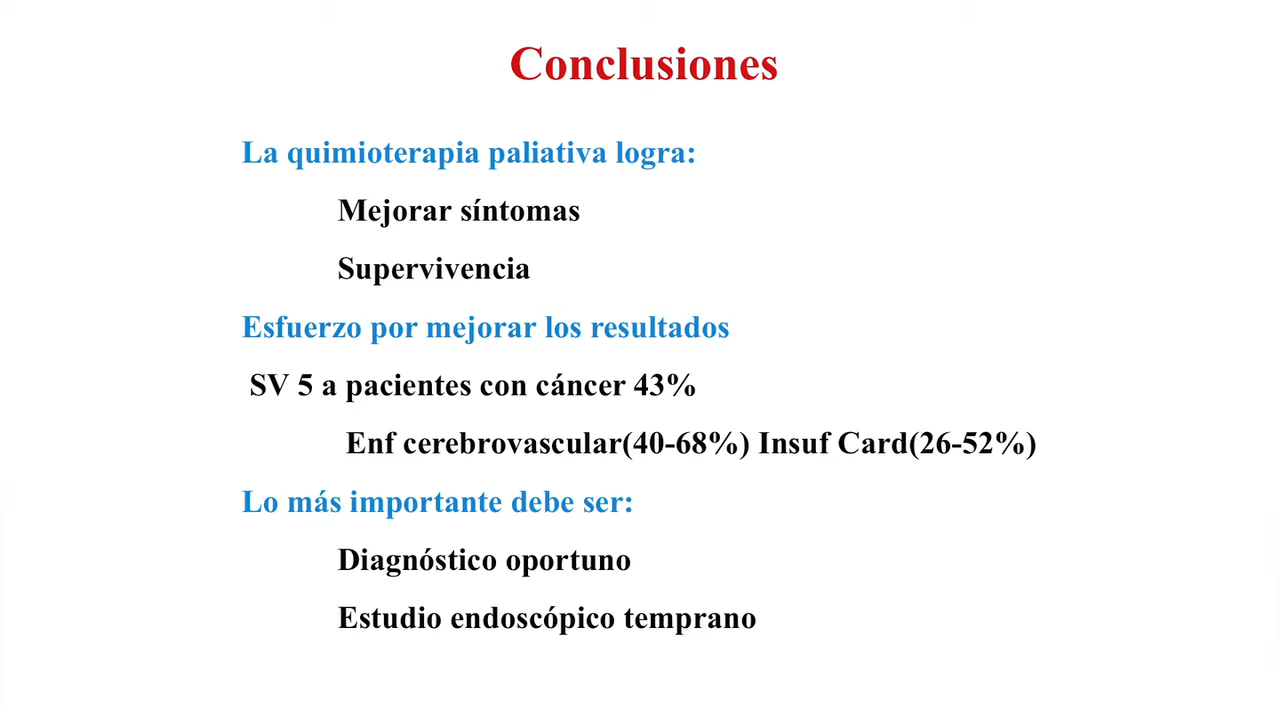 Conclusiones
La quimioterapia paliativa logra:
Mejorar síntomas
Supervivencia
Esfuerzo por mejorar los resultados
SV 5 a pacientes con cáncer 43%
Enf cerebrovascular(40-68%) Insuf Card(26-52%)
Lo más importante debe ser:
Diagnóstico oportuno
Estudio endoscópico temprano